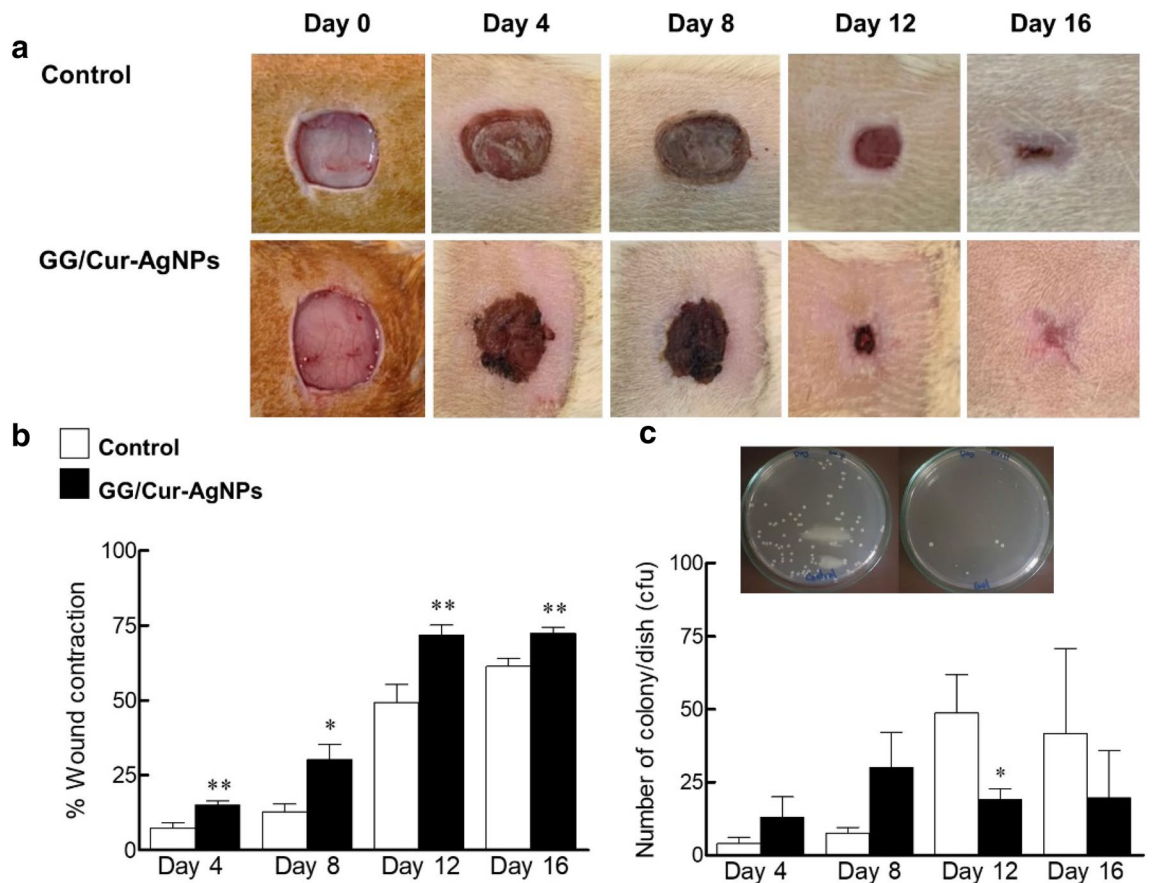 Day 0 Day 4 Day 8 Day 12 Day 16
a
Control
GG/Cur-AgNPs
b
Control
GG/Cur-AgNPs
% Wound contraction
100
75
50
25
0
**
*
**
**
Day 4 Day 8 Day 12 Day 16
c
control
Number of colony/dish (cfu)
100
75
50
25
0
*
Day 4 Day 8 Day 12 Day 16